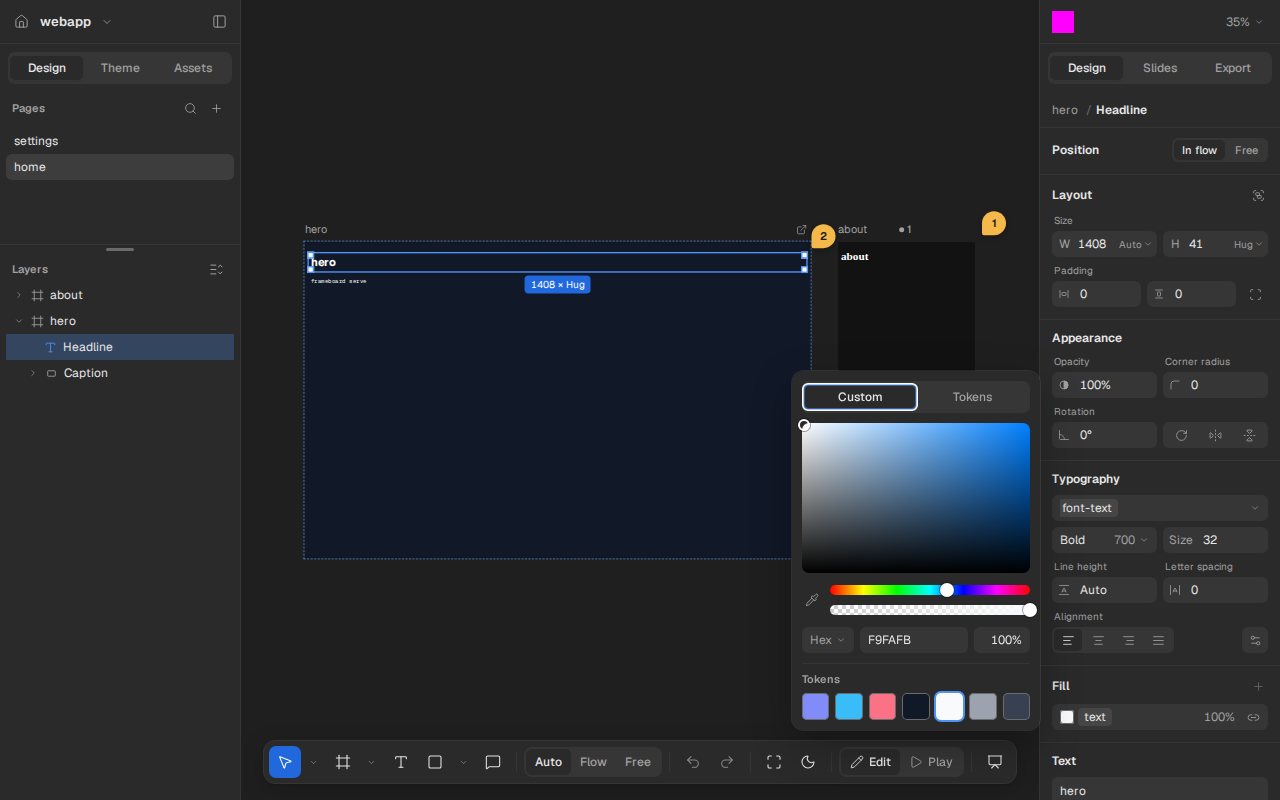 webapp
Design
Theme
Assets
Pages
settings
home
Layers
about
hero
Headline
Caption
hero
2
about
1
1
hero
frameboard serve
1408 × Hug
about
Custom
Tokens
Hex
F9FAFB
100%
Tokens
Auto
Flow
Free
Edit
Play
35%
Design
Slides
Export
hero / Headline
Position
In flow
Free
Layout
Size
W 1408 Auto
H 41 Hug
Padding
0
0
Appearance
Opacity
Corner radius
100%
0
Rotation
0°
Typography
font-text
Bold 700
Size 32
Line height
Letter spacing
Auto
0
Alignment
Fill
text
100%
Text
hero